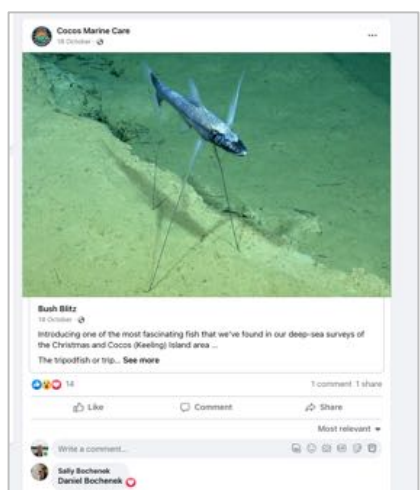 Cocos Marine Care
18 October
Bush Blitz
18 October
Introducing one of the most fascinating fish that we've found in our deep-sea surveys of
the Christmas and Cocos (Keeling) Island area ...
The tripodfish or trip... See more
14
1 comment 1 share
Like
Comment
Share
Most relevant
Write a comment...
Sally Bochenek
Daniel Bochenek